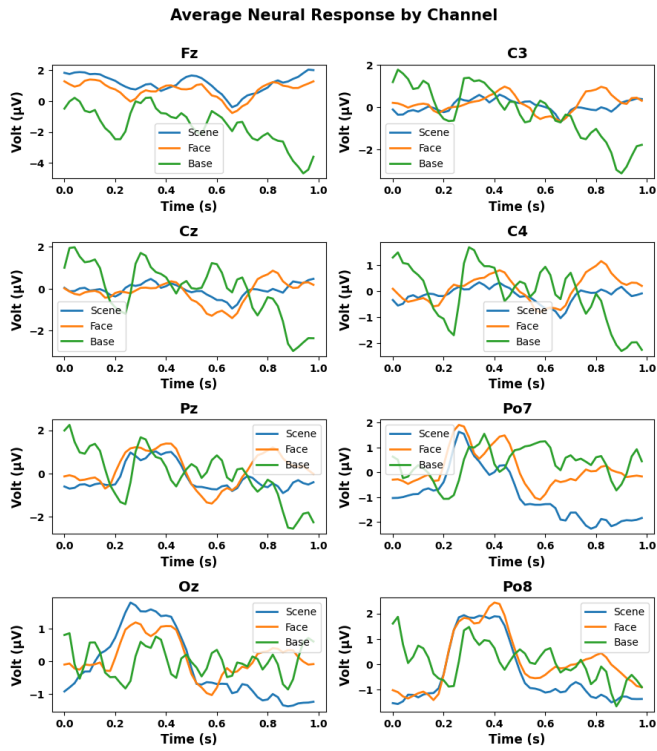 Average Neural Response by Channel
Fz
Volt (μV)
2
0
−2
−4
Scene
Face
Base
0.0 0.2 0.4 0.6 0.8 1.0
Time (s)
C3
Volt (μV)
2
0
−2
Scene
Face
Base
0.0 0.2 0.4 0.6 0.8 1.0
Time (s)
Cz
Volt (μV)
2
0
−2
Scene
Face
Base
0.0 0.2 0.4 0.6 0.8 1.0
Time (s)
C4
Volt (μV)
1
0
−1
−2
Scene
Face
Base
0.0 0.2 0.4 0.6 0.8 1.0
Time (s)
Pz
Volt (μV)
2
0
−2
Scene
Face
Base
0.0 0.2 0.4 0.6 0.8 1.0
Time (s)
Po7
Volt (μV)
2
1
0
−1
−2
Scene
Face
Base
0.0 0.2 0.4 0.6 0.8 1.0
Time (s)
Oz
Volt (μV)
1
0
−1
Scene
Face
Base
0.0 0.2 0.4 0.6 0.8 1.0
Time (s)
Po8
Volt (μV)
2
1
0
−1
Scene
Face
Base
0.0 0.2 0.4 0.6 0.8 1.0
Time (s)